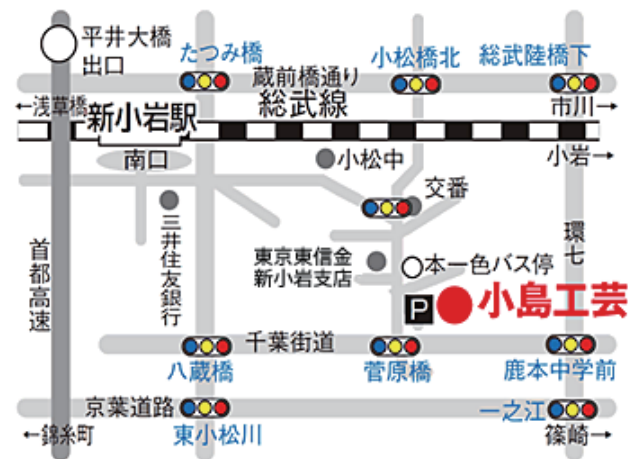 平井大橋
出口
たつみ橋
小松橋北
総武陸橋下
蔵前橋通り
←浅草橋
市川→
総武線
新小岩駅
南口
小松中
小岩→
交番
三井住友銀行
首都高速
環七
東京東信金
新小岩支店
本一色バス停
P
小島工芸
千葉街道
八蔵橋
菅原橋
鹿本中学前
京葉道路
一之江
←錦糸町
東小松川
篠崎→